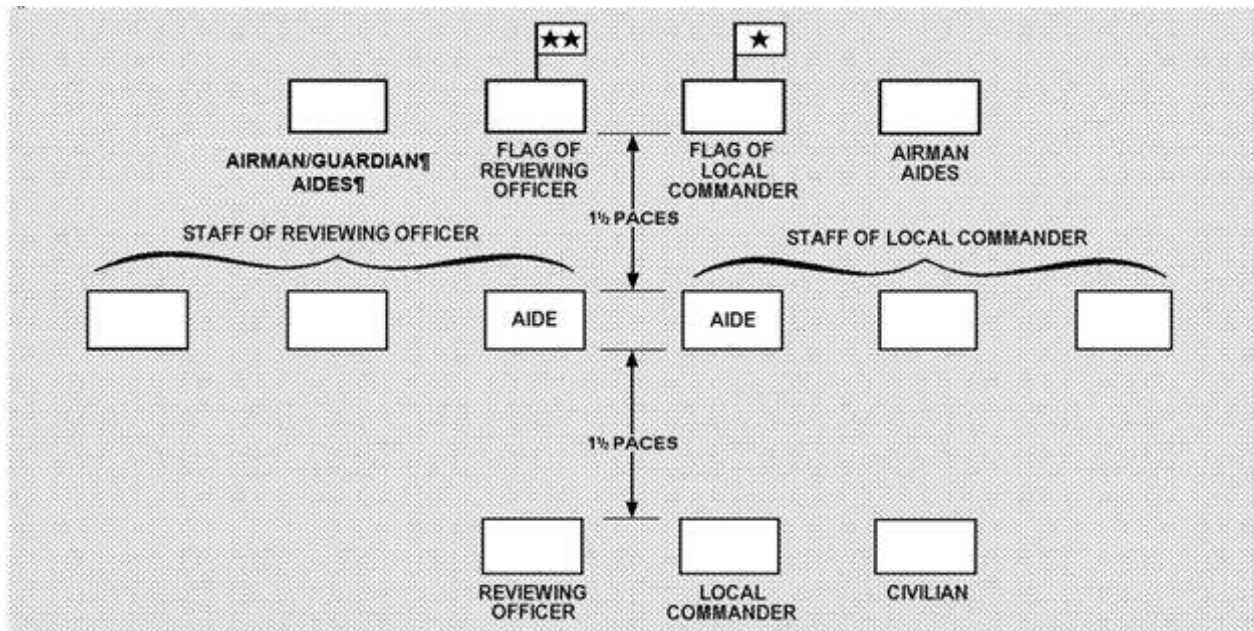 AIRMAN/GUARDIAN¶
AIDES¶
FLAG OF
REVIEWING
OFFICER
FLAG OF
LOCAL
COMMANDER
AIRMAN
AIDES
1½ PACES
STAFF OF REVIEWING OFFICER
STAFF OF LOCAL COMMANDER
AIDE
AIDE
1½ PACES
REVIEWING
OFFICER
LOCAL
COMMANDER
CIVILIAN